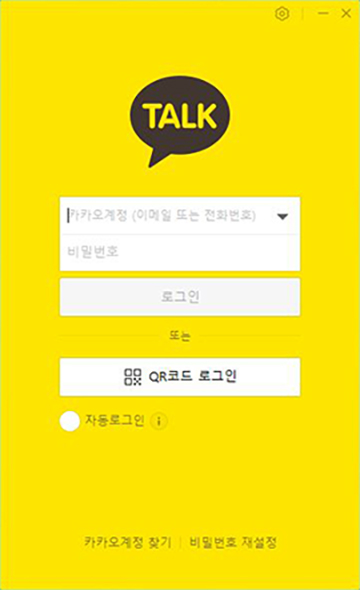 TALK
카카오계정 (이메일 또는 전화번호)
비밀번호
로그인
또는
QR코드 로그인
자동로그인
카카오계정 찾기 | 비밀번호 재설정